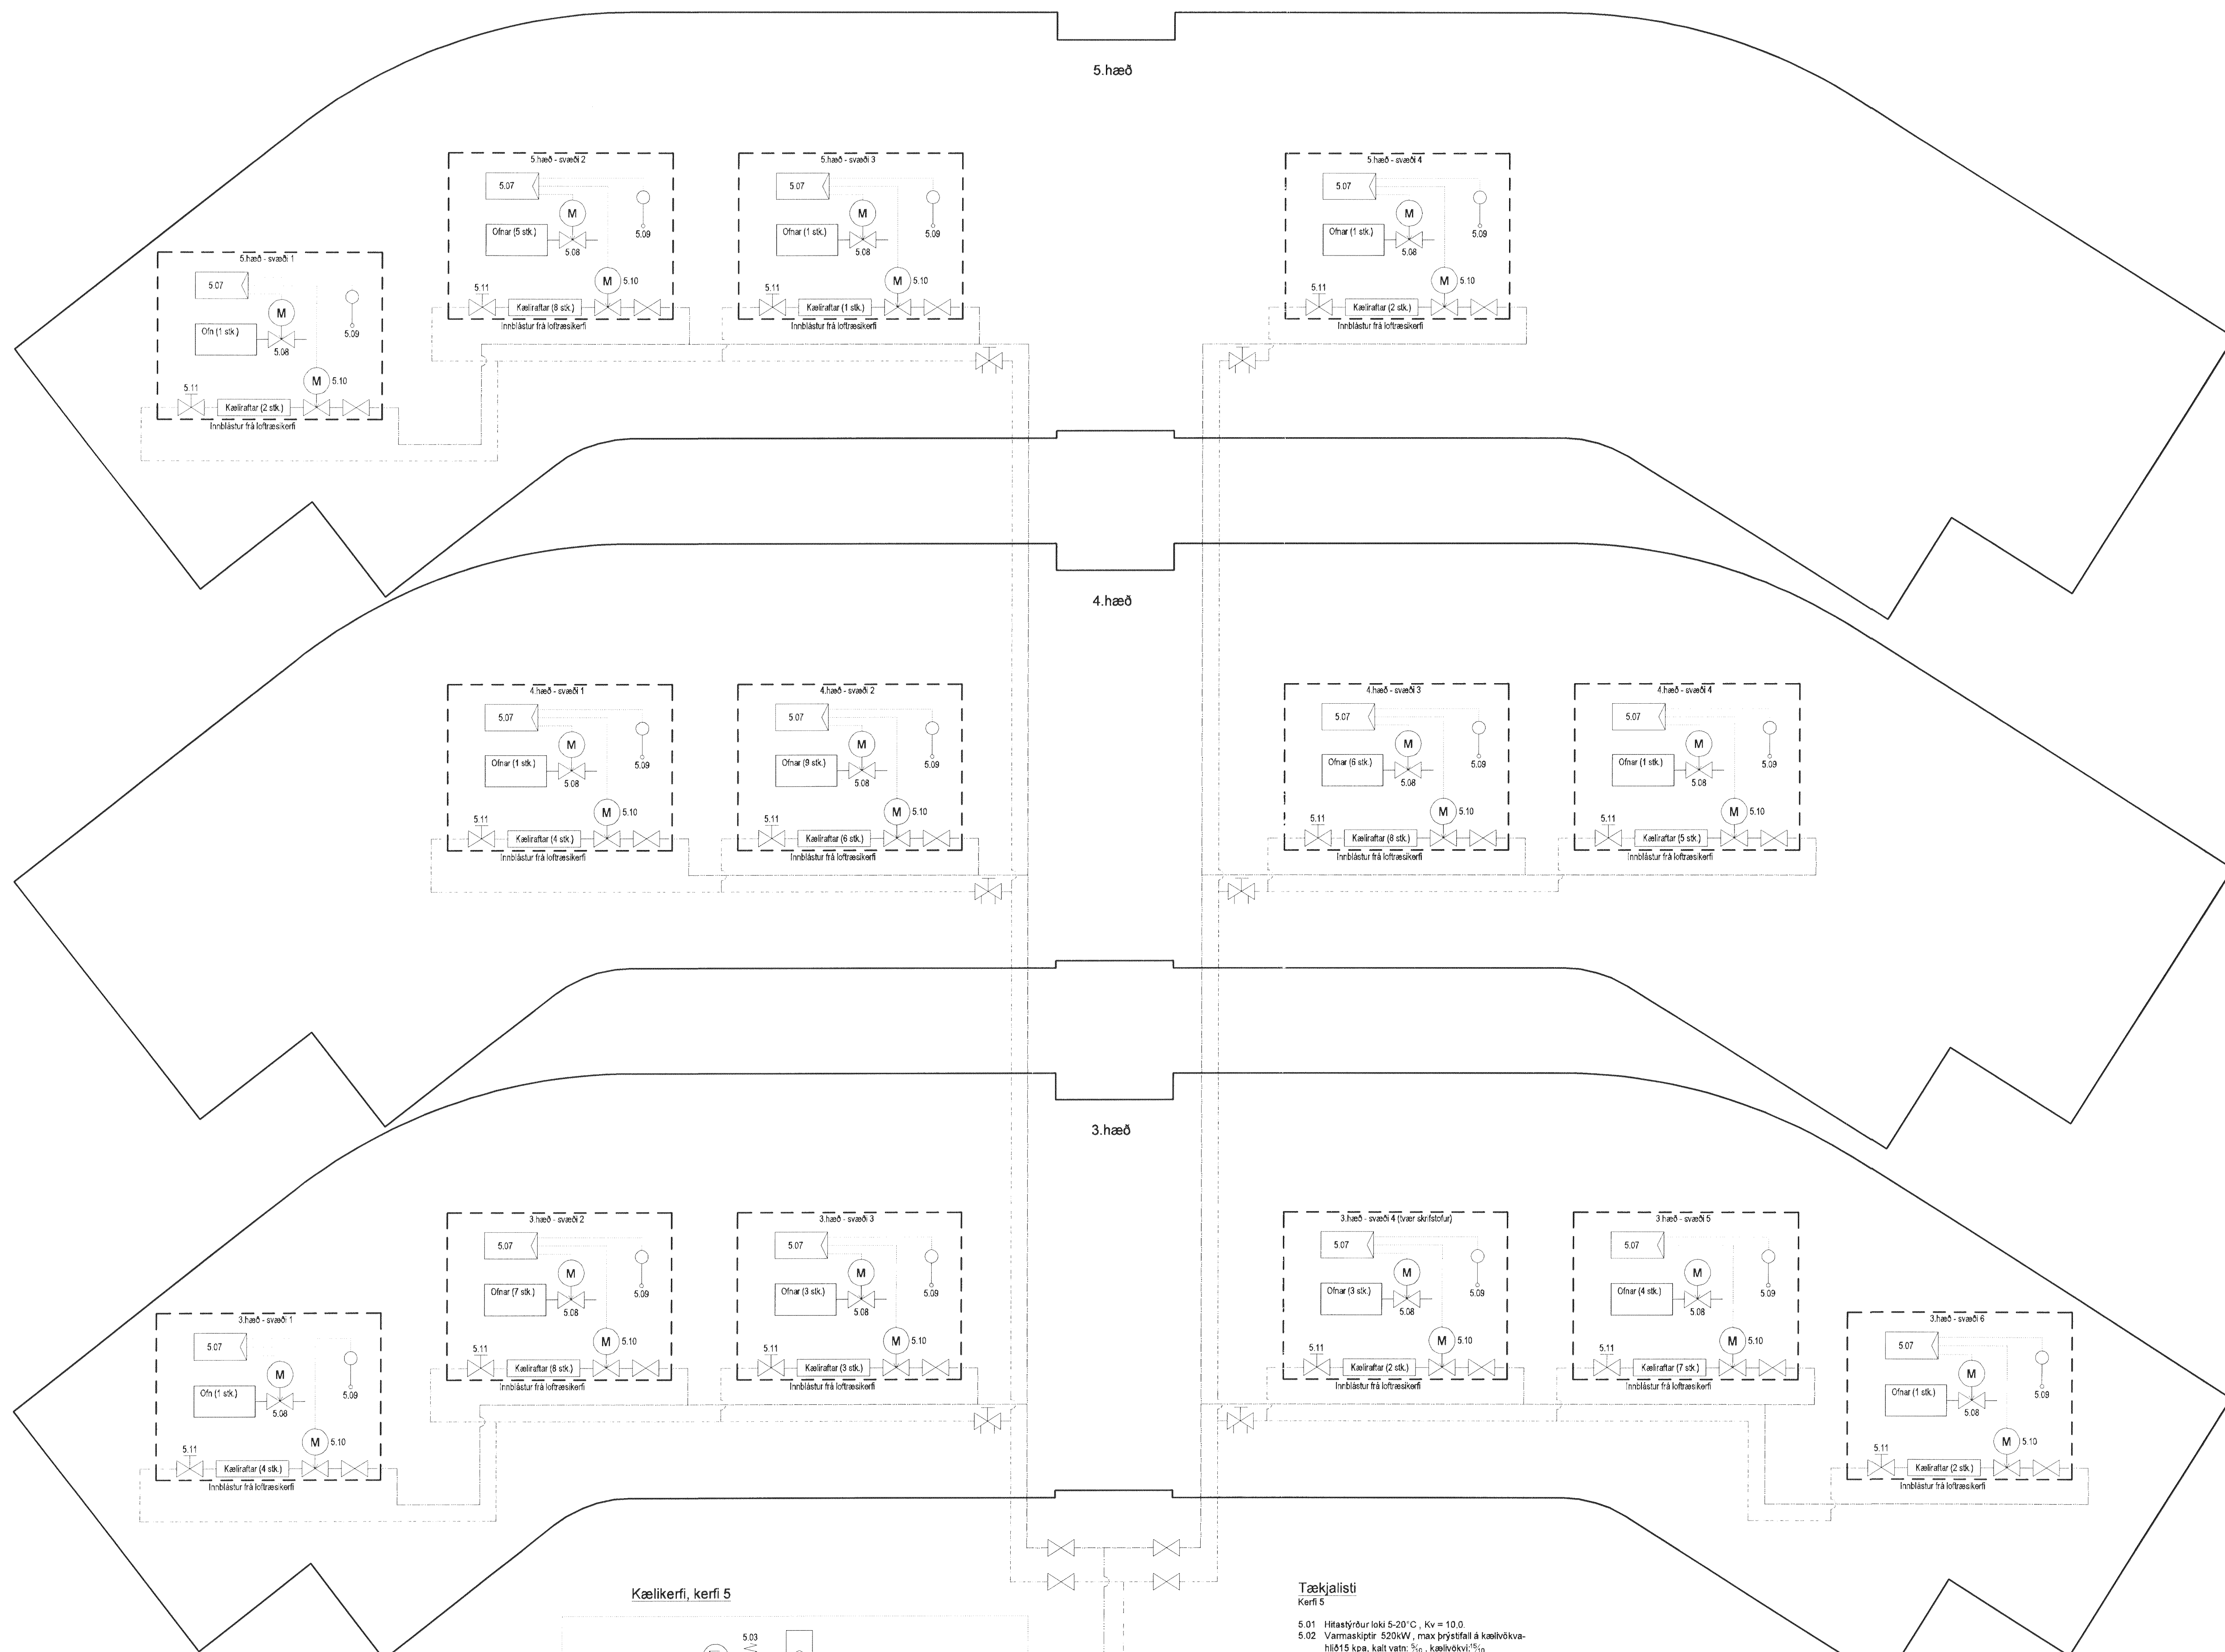 5.hæð
5.hæð - svæði 1
5.07
M
Ofn (1 stk.)
5.08
5.09
M
5.10
5.11
Kæliraftar (2 stk.)
Innblástur frá loftræsikerfi
5.hæð - svæði 2
5.07
M
Ofnar (5 stk.)
5.08
5.09
M
5.10
5.11
Kæliraftar (8 stk.)
Innblástur frá loftræsikerfi
5.hæð - svæði 3
5.07
M
Ofnar (1 stk.)
5.08
5.09
M
5.10
5.11
Kæliraftar (1 stk.)
Innblástur frá loftræsikerfi
5.hæð - svæði 4
5.07
M
Ofnar (1 stk.)
5.08
5.09
M
5.10
5.11
Kæliraftar (2 stk.)
Innblástur frá loftræsikerfi
4.hæð
4.hæð - svæði 1
5.07
M
Ofnar (1 stk.)
5.08
5.09
M
5.10
5.11
Kæliraftar (4 stk.)
Innblástur frá loftræsikerfi
4.hæð - svæði 2
5.07
M
Ofnar (9 stk.)
5.08
5.09
M
5.10
5.11
Kæliraftar (6 stk.)
Innblástur frá loftræsikerfi
4.hæð - svæði 3
5.07
M
Ofnar (6 stk.)
5.08
5.09
M
5.10
5.11
Kæliraftar (8 stk.)
Innblástur frá loftræsikerfi
4.hæð - svæði 4
5.07
M
Ofnar (1 stk.)
5.08
5.09
M
5.10
5.11
Kæliraftar (5 stk.)
Innblástur frá loftræsikerfi
3.hæð
3.hæð - svæði 1
5.07
M
Ofn (1 stk.)
5.08
5.09
M
5.10
5.11
Kæliraftar (4 stk.)
Innblástur frá loftræsikerfi
3.hæð - svæði 2
5.07
M
Ofnar (7 stk.)
5.08
5.09
M
5.10
5.11
Kæliraftar (8 stk.)
Innblástur frá loftræsikerfi
3.hæð - svæði 3
5.07
M
Ofnar (3 stk.)
5.08
5.09
M
5.10
5.11
Kæliraftar (3 stk.)
Innblástur frá loftræsikerfi
3.hæð - svæði 4 (tvær skrifstofur)
5.07
M
Ofnar (3 stk.)
5.08
5.09
M
5.10
5.11
Kæliraftar (2 stk.)
Innblástur frá loftræsikerfi
3.hæð - svæði 5
5.07
M
Ofnar (4 stk.)
5.08
5.09
M
5.10
5.11
Kæliraftar (7 stk.)
Innblástur frá loftræsikerfi
3.hæð - svæði 6
5.07
M
Ofnar (1 stk.)
5.08
5.09
M
5.10
5.11
Kæliraftar (2 stk.)
Innblástur frá loftræsikerfi
Kælikerfi, kerfi 5
5.03
Tækjalisti
Kerfi 5
5.01 Hitastýrður loki 5-20°C , Kv = 10,0.
5.02 Varmaskiptir 520kW , max þrýstifall á kælivökva-
hlið15 kpa, kalt vatn: 5/10 , kælivökvi:15/10